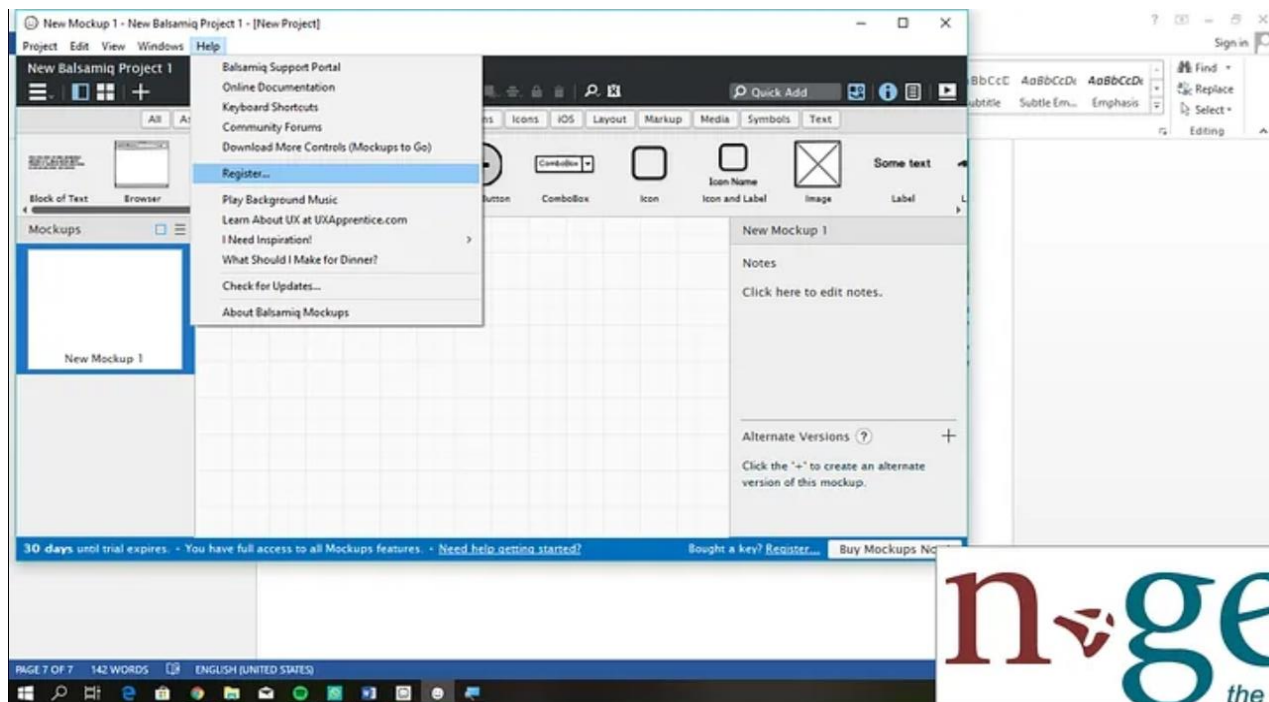 New Mockup 1 - New Balsamiq Project 1 - [New Project]
Sign in
Project Edit View Windows Help
New Balsamiq Project 1
Balsamiq Support Portal
Online Documentation
Keyboard Shortcuts
Community Forums
Download More Controls (Mockups to Go)
Register...
Play Background Music
Learn About UX at UXApprentice.com
I Need Inspiration!
What Should I Make for Dinner?
Check for Updates...
About Balsamiq Mockups
Quick Add
All
Icons iOS Layout Markup Media Symbols Text
Block of Text Browser
ComboBox
ComboBox Icon
Icon Name
Icon and Label Image
Some text
Label
Mockups
New Mockup 1
New Mockup 1
Notes
Click here to edit notes.
Alternate Versions ? +
Click the "+" to create an alternate
version of this mockup.
30 days until trial expires. - You have full access to all Mockups features. - Need help getting started?
Bought a key? Register... Buy Mockups
AaBbCcDc AaBbCcDc
Subtle Em... Emphasis
Find
Replace
Select
Editing
PAGE 7 OF 7 142 WORDS ENGLISH (UNITED STATES)
n ge
the